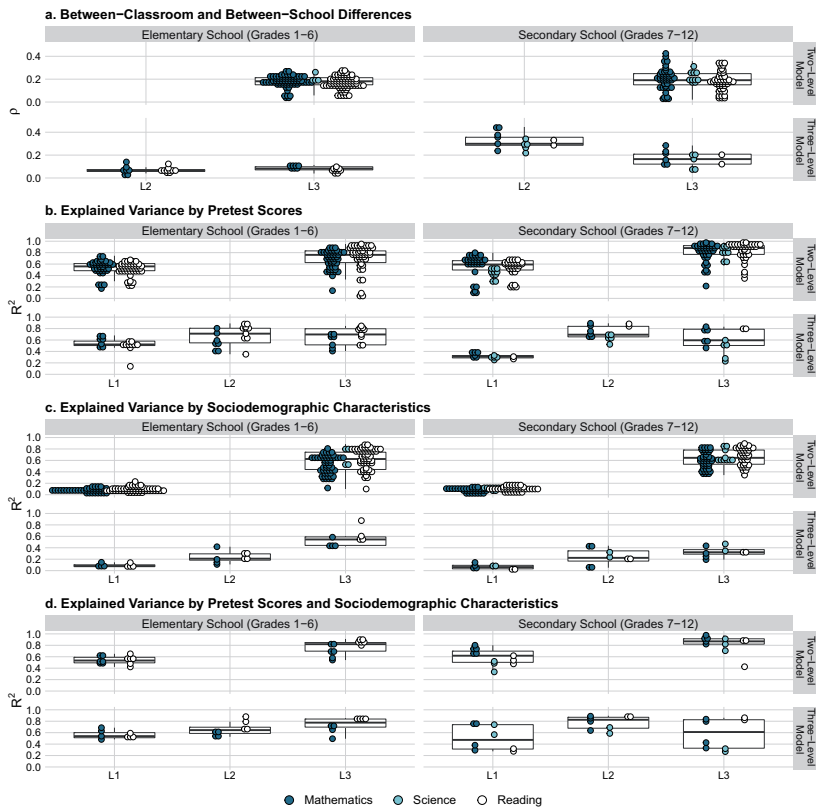 a. Between−Classroom and Between−School Differences
Elementary School (Grades 1−6)
Secondary School (Grades 7−12)
0.4
0.2
0.0
Two−Level
Model
ρ
0.4
0.2
0.0
Three−Level
Model
L2
L3
L2
L3
b. Explained Variance by Pretest Scores
Elementary School (Grades 1−6)
Secondary School (Grades 7−12)
1.0
0.8
0.6
0.4
0.2
0.0
Two−Level
Model
R2
1.0
0.8
0.6
0.4
0.2
0.0
Three−Level
Model
L1
L2
L3
L1
L2
L3
c. Explained Variance by Sociodemographic Characteristics
Elementary School (Grades 1−6)
Secondary School (Grades 7−12)
1.0
0.8
0.6
0.4
0.2
0.0
Two−Level
Model
R2
1.0
0.8
0.6
0.4
0.2
0.0
Three−Level
Model
L1
L2
L3
L1
L2
L3
d. Explained Variance by Pretest Scores and Sociodemographic Characteristics
Elementary School (Grades 1−6)
Secondary School (Grades 7−12)
1.0
0.8
0.6
0.4
0.2
0.0
Two−Level
Model
R2
1.0
0.8
0.6
0.4
0.2
0.0
Three−Level
Model
L1
L2
L3
L1
L2
L3
Mathematics Science Reading